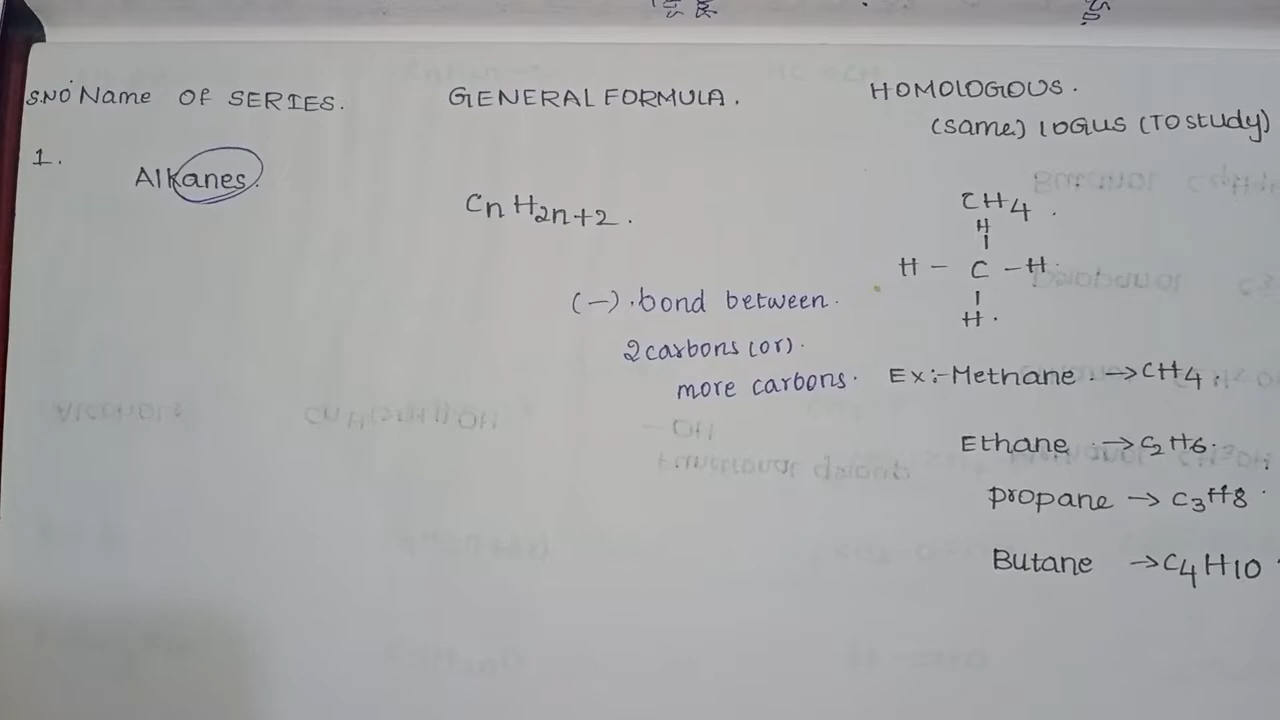 S.NO Name OF SERIES. GENERAL FORMULA. HOMOLOGOUS.
(same) LOGUS (TO study)
1.
Alkanes.
CnH2n+2.
CH4.
H
|
H – C – H.
|
H.
(–). bond between.
2 carbons (or).
more carbons.
Ex:- Methane. → CH4.
Ethane. → C2H6.
propane → C3H8.
Butane → C4H10.